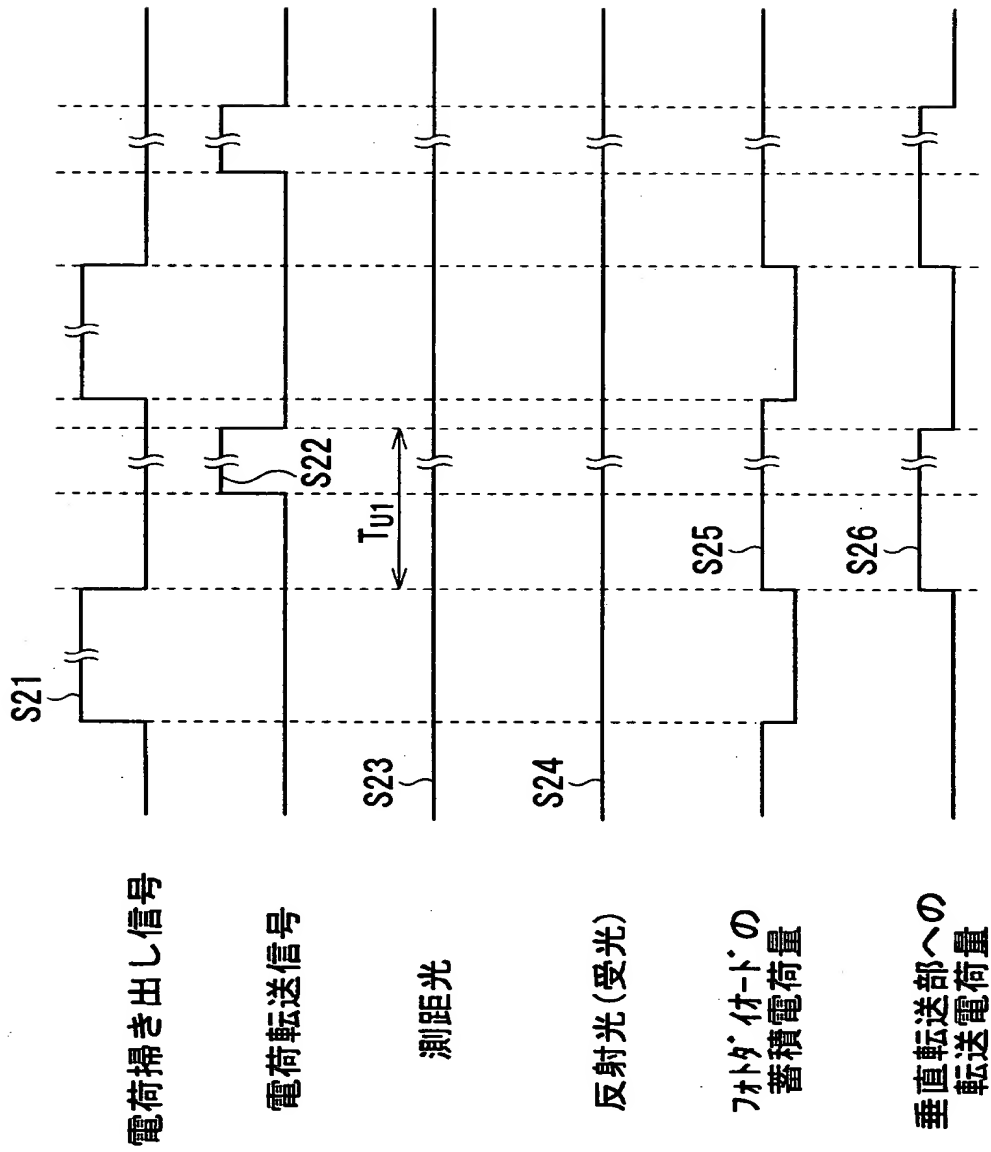 S21
電荷掃き出し信号
S22
電荷転送信号
TU1
S23
測距光
S24
反射光(受光)
S25
フォトダイオードの
蓄積電荷量
S26
垂直転送部への
転送電荷量